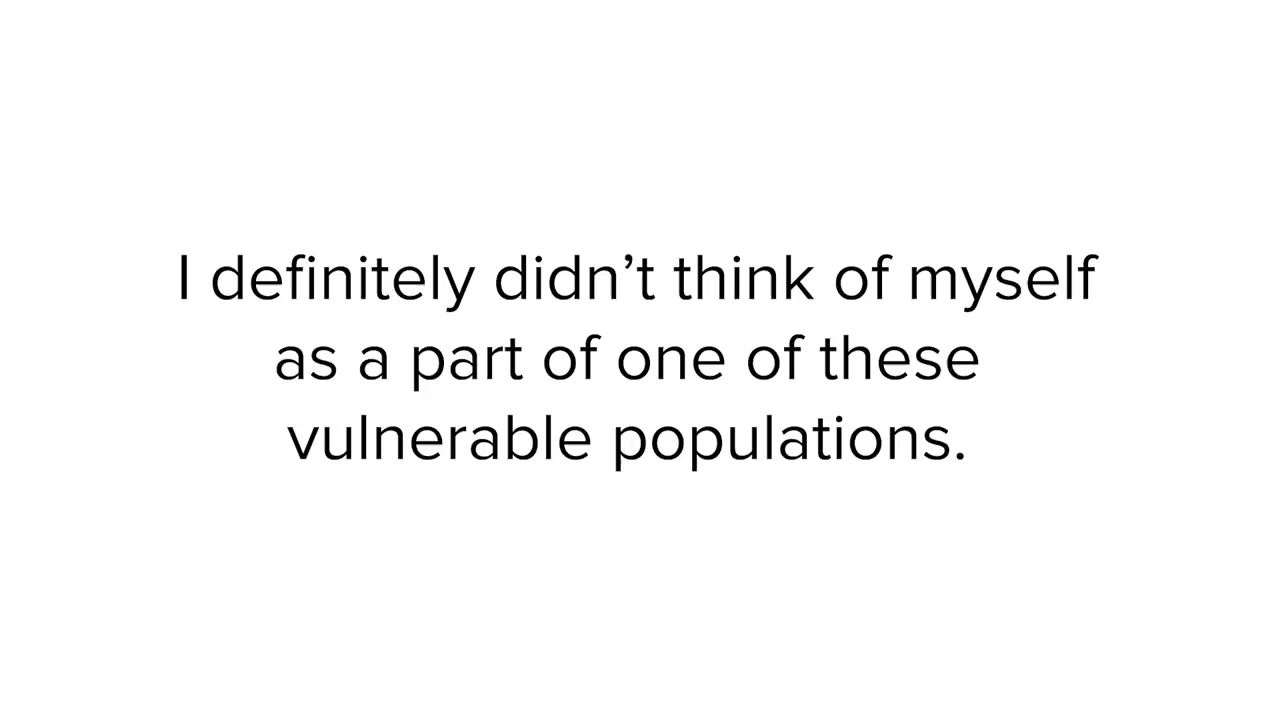 I definitely didn’t think of myself
as a part of one of these
vulnerable populations.